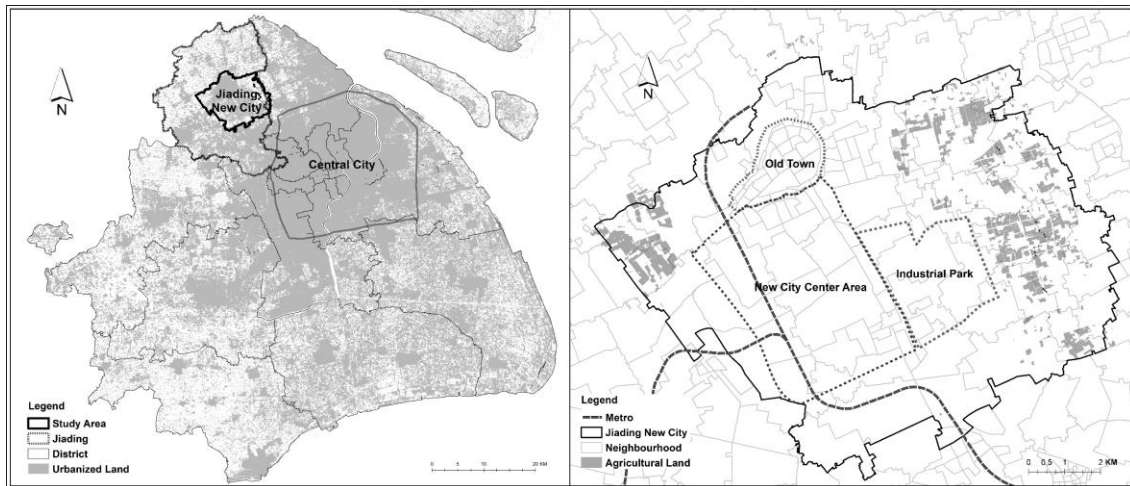 N
Jiading
New City
Central City
Legend
Study Area
Jiading
District
Urbanized Land
0 5 10 20 KM
N
Old Town
New City Center Area
Industrial Park
Legend
Metro
Jiading New City
Neighbourhood
Agricultural Land
0 0.5 1 2 KM